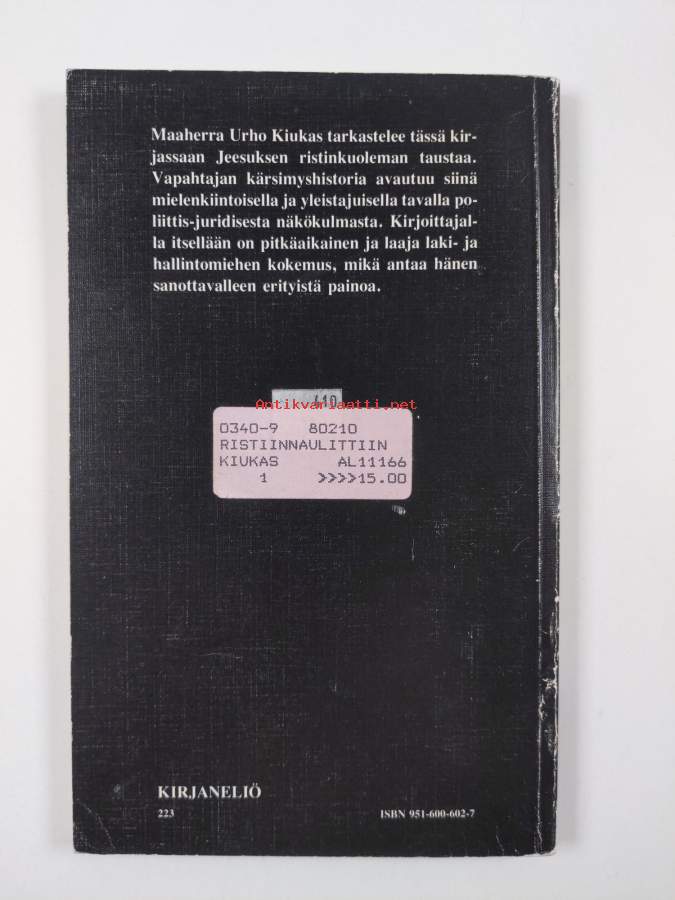 Maaherra Urho Kiukas tarkastelee tässä kir-
jassaan Jeesuksen ristinkuoleman taustaa.
Vapahtajan kärsimyshistoria avautuu siinä
mielenkiintoisella ja yleistajuisella tavalla po-
liittis-juridisesta näkökulmasta. Kirjoittajal-
la itsellään on pitkäaikainen ja laaja laki- ja
hallintomiehen kokemus, mikä antaa hänen
sanottavalleen erityistä painoa.
Antikvariaatti.net
0340-9 80210
RISTIINNAULITTIIN
KIUKAS AL11166
1 >>>>15.00
KIRJANELIÖ
223 ISBN 951-600-602-7